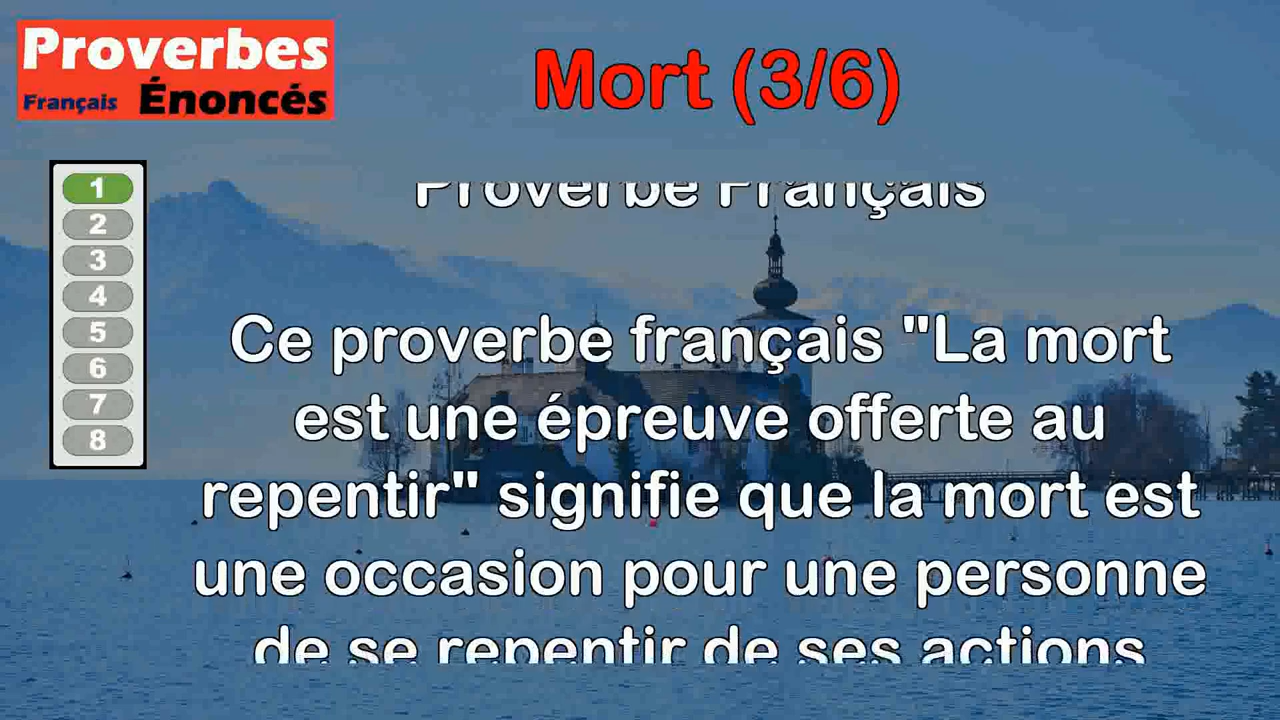 Proverbes
Français Énoncés
Mort (3/6)
1
2
3
4
5
6
7
8
Proverbe Français
Ce proverbe français "La mort
est une épreuve offerte au
repentir" signifie que la mort est
une occasion pour une personne
de se repentir de ses actions